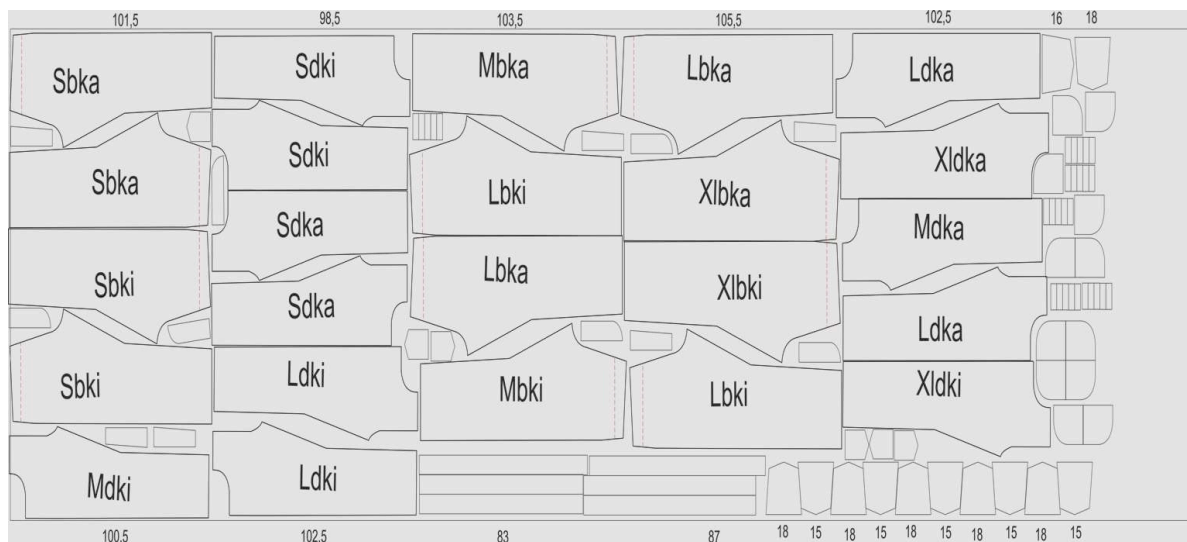 101,5 98,5 103,5 105,5 102,5 16 18
Sbka Sdki Mbka Lbka Ldka
Sbka Sdki Lbki Xlbka Xldka
Sdka Mdka
Sbki Sdka Lbka Xlbki Ldka
Sbki Ldki Mbki Lbki Xldki
Mdki Ldki
100,5 102,5 83 87 18 15 18 15 18 15 18 15 18 15